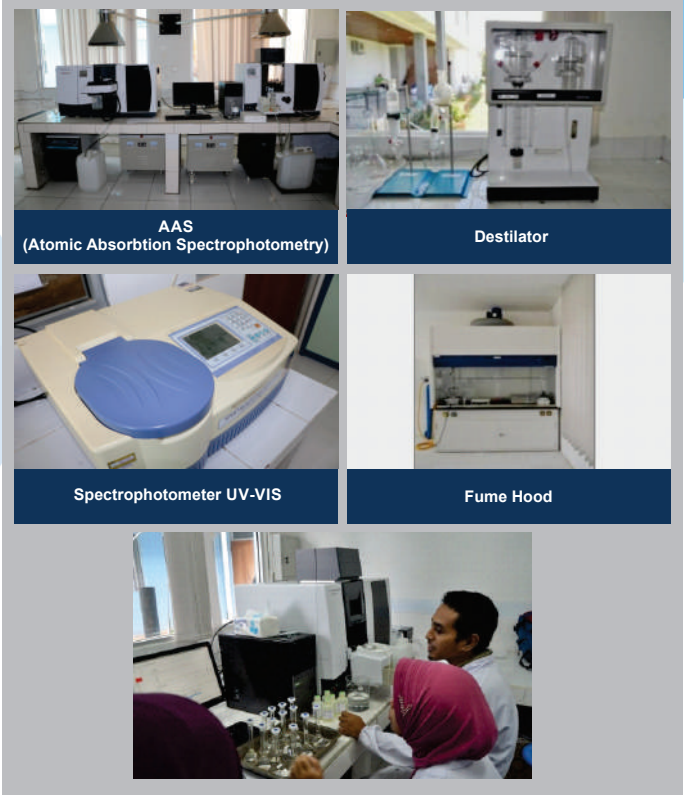 AAS
(Atomic Absorbtion Spectrophotometry)
Destilator
Spectrophotometer UV-VIS
Fume Hood